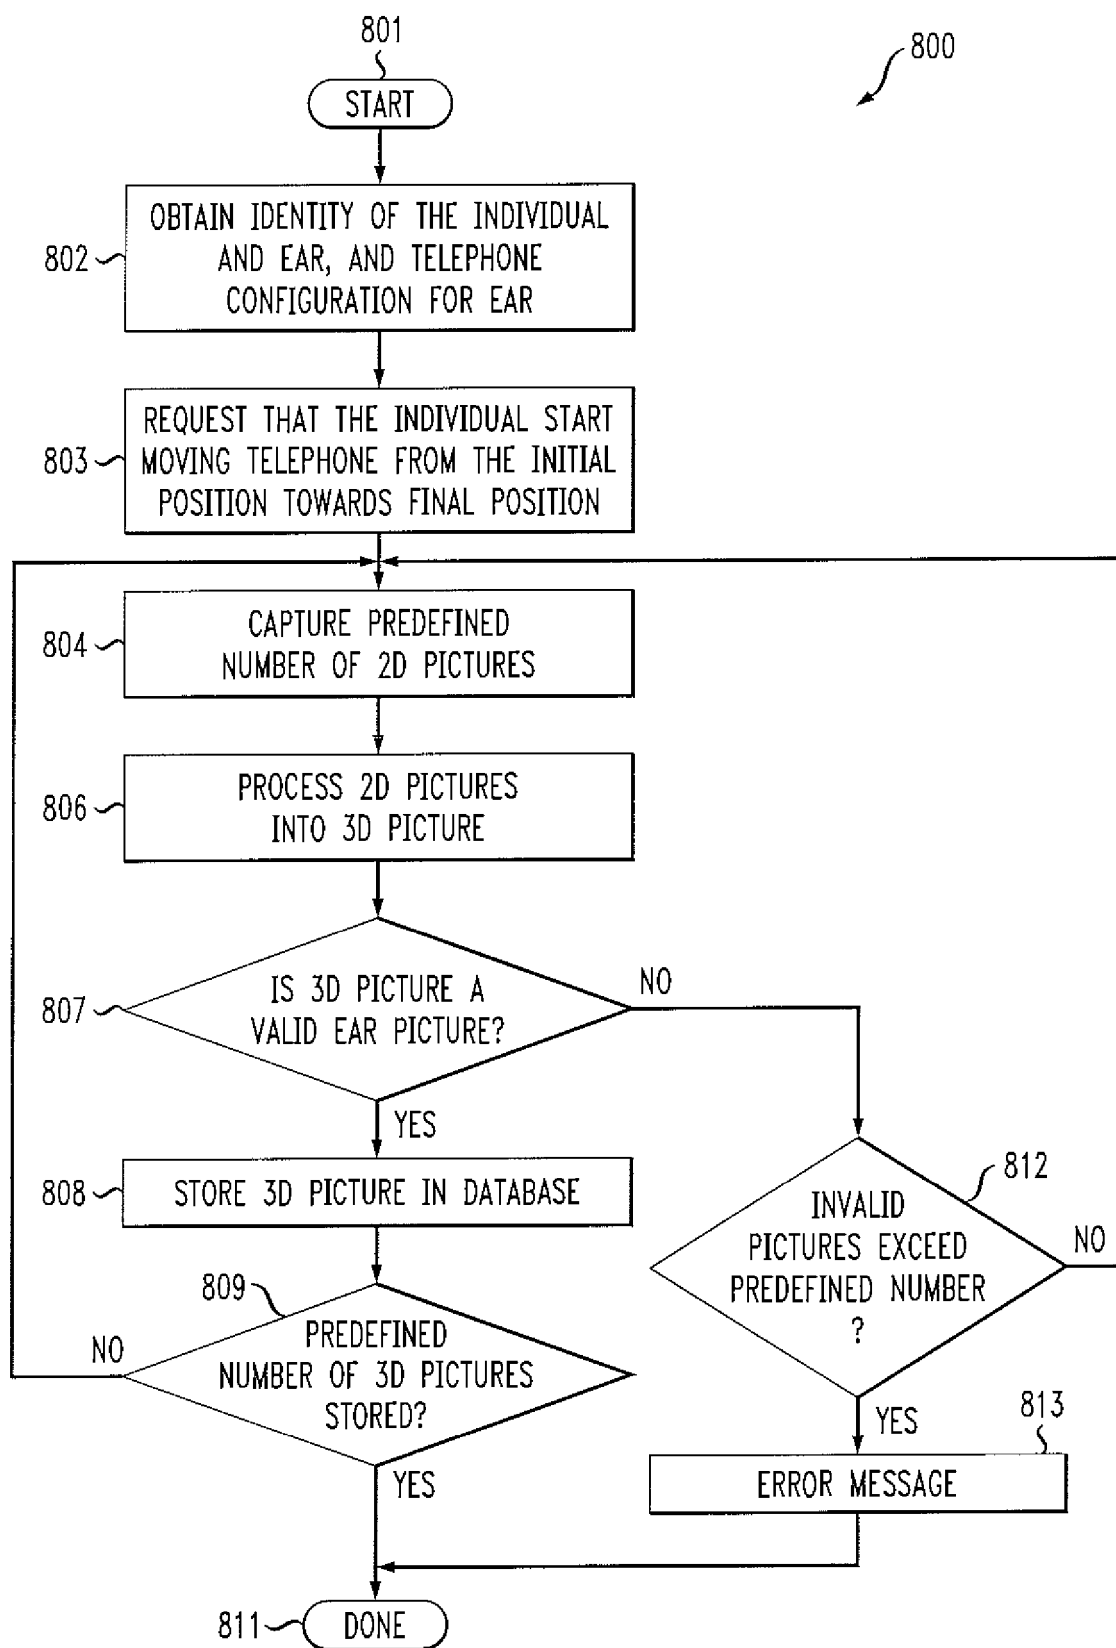 801
800
START
802
OBTAIN IDENTITY OF THE INDIVIDUAL
AND EAR, AND TELEPHONE
CONFIGURATION FOR EAR
803
REQUEST THAT THE INDIVIDUAL START
MOVING TELEPHONE FROM THE INITIAL
POSITION TOWARDS FINAL POSITION
804
CAPTURE PREDEFINED
NUMBER OF 2D PICTURES
806
PROCESS 2D PICTURES
INTO 3D PICTURE
807
IS 3D PICTURE A
VALID EAR PICTURE?
NO
YES
808
STORE 3D PICTURE IN DATABASE
812
INVALID
PICTURES EXCEED
PREDEFINED NUMBER
?
NO
809
PREDEFINED
NUMBER OF 3D PICTURES
STORED?
NO
YES
YES
813
ERROR MESSAGE
811
DONE